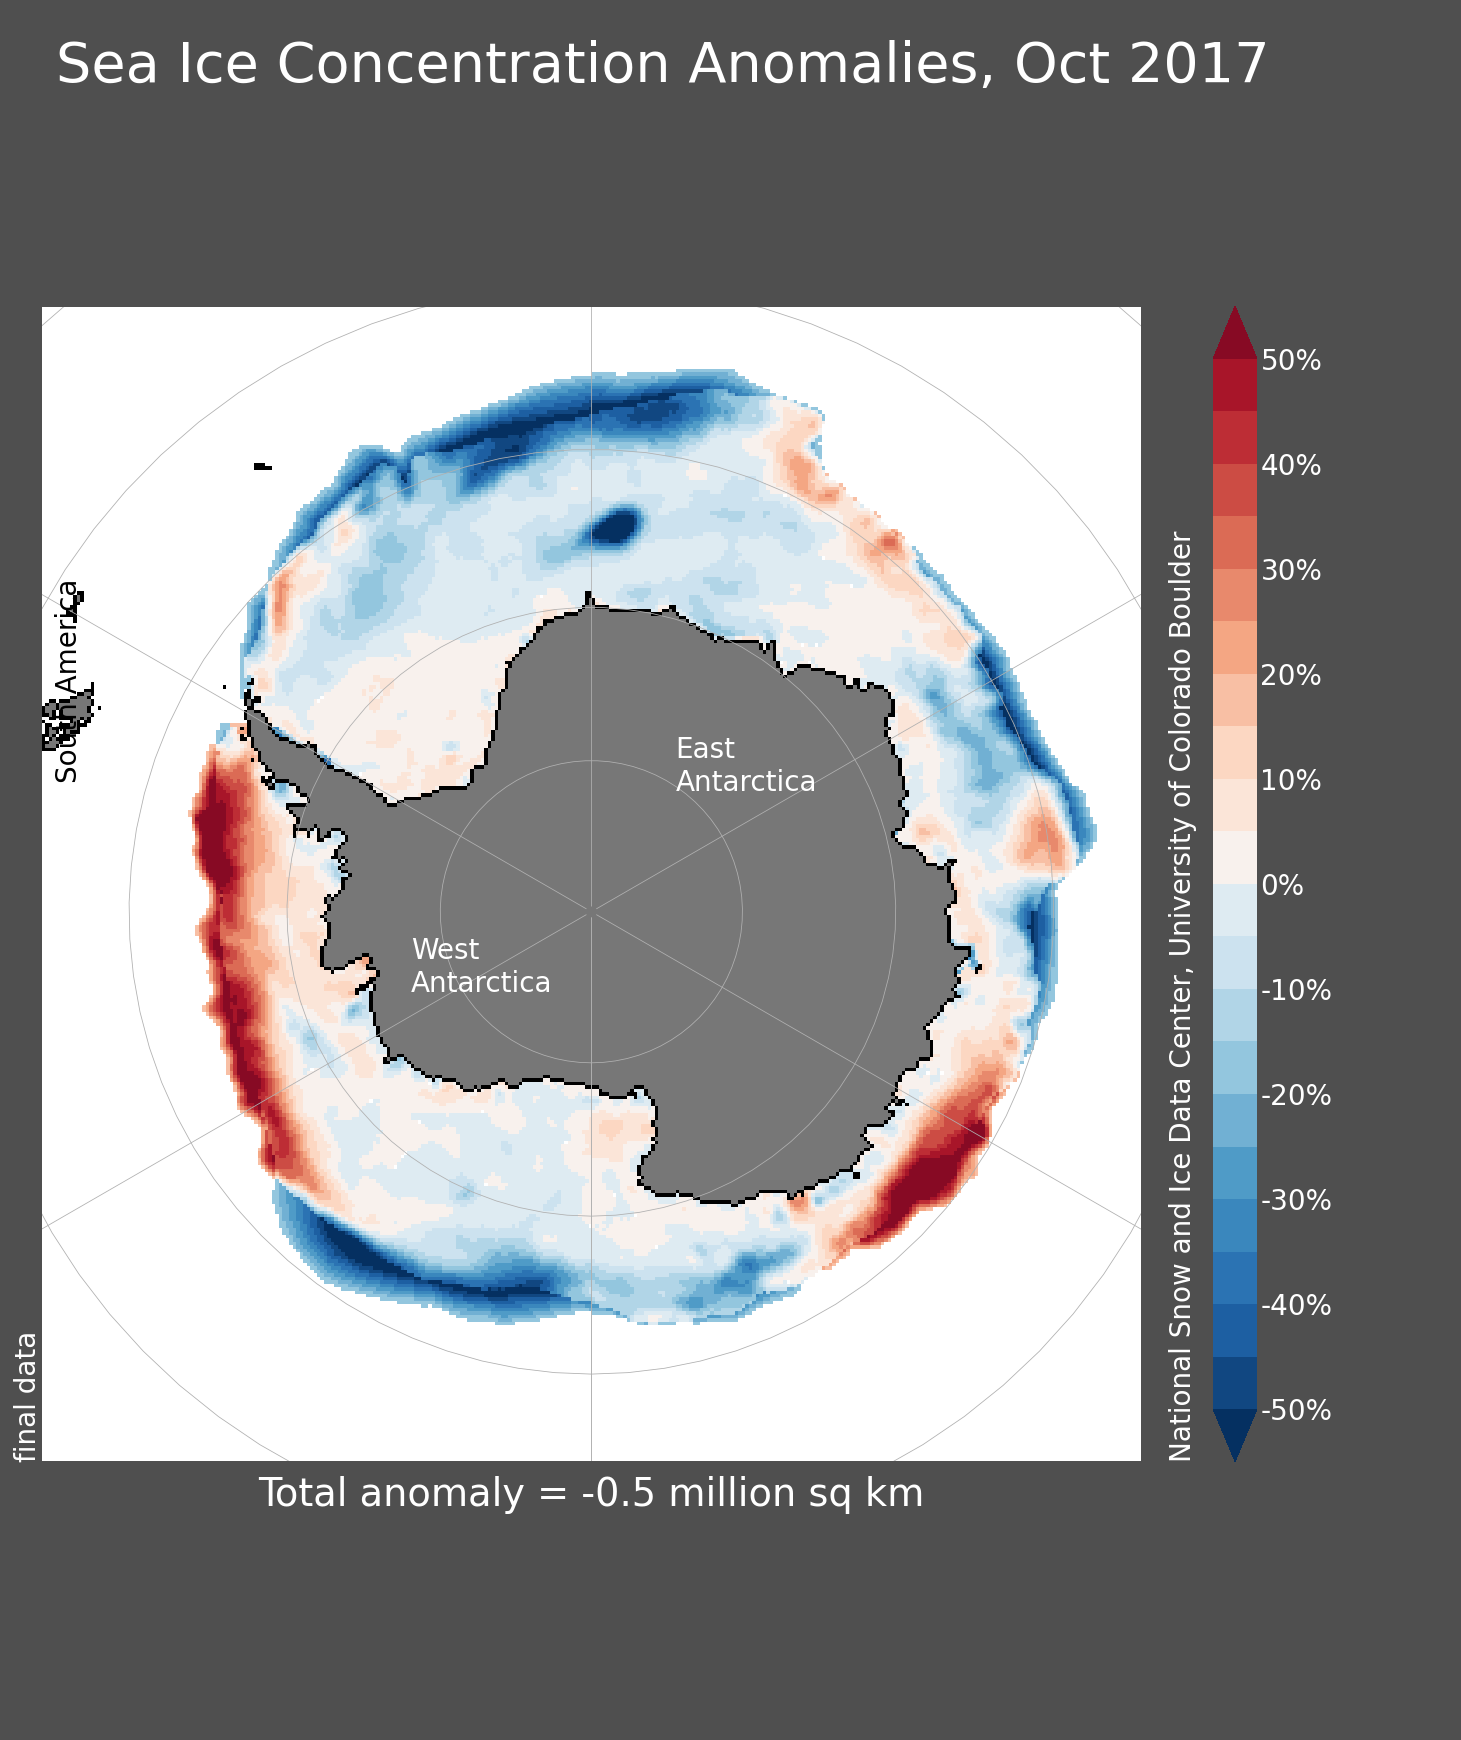 Sea Ice Concentration Anomalies, Oct 2017
South America
East
Antarctica
West
Antarctica
final data
National Snow and Ice Data Center, University of Colorado Boulder
50%
40%
30%
20%
10%
0%
-10%
-20%
-30%
-40%
-50%
Total anomaly = -0.5 million sq km